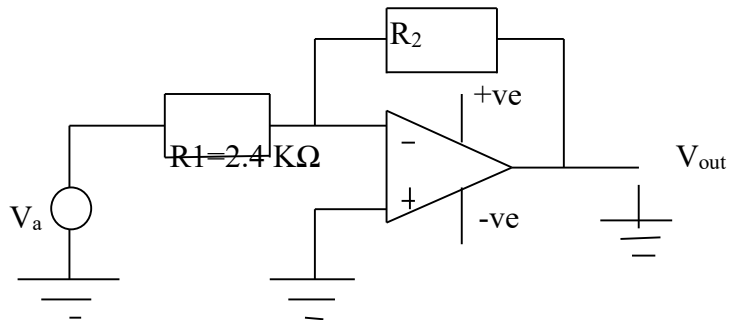 R₂
+ve
R1=2.4 KΩ
−
Vout
Va
+
-ve